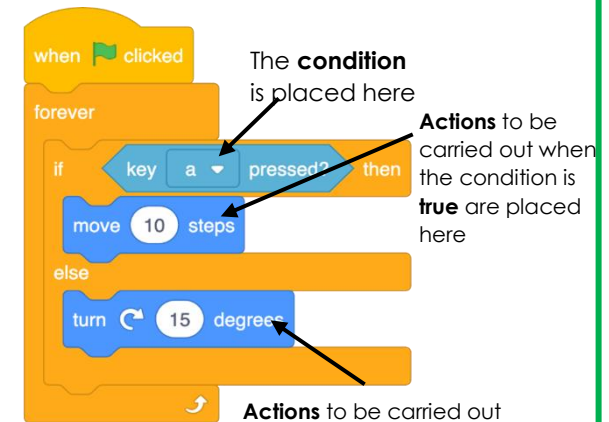 when clicked
The condition
is placed here
forever
Actions to be
carried out when
the condition is
true are placed
here
if key a pressed? then
move 10 steps
else
turn 15 degrees
Actions to be carried out